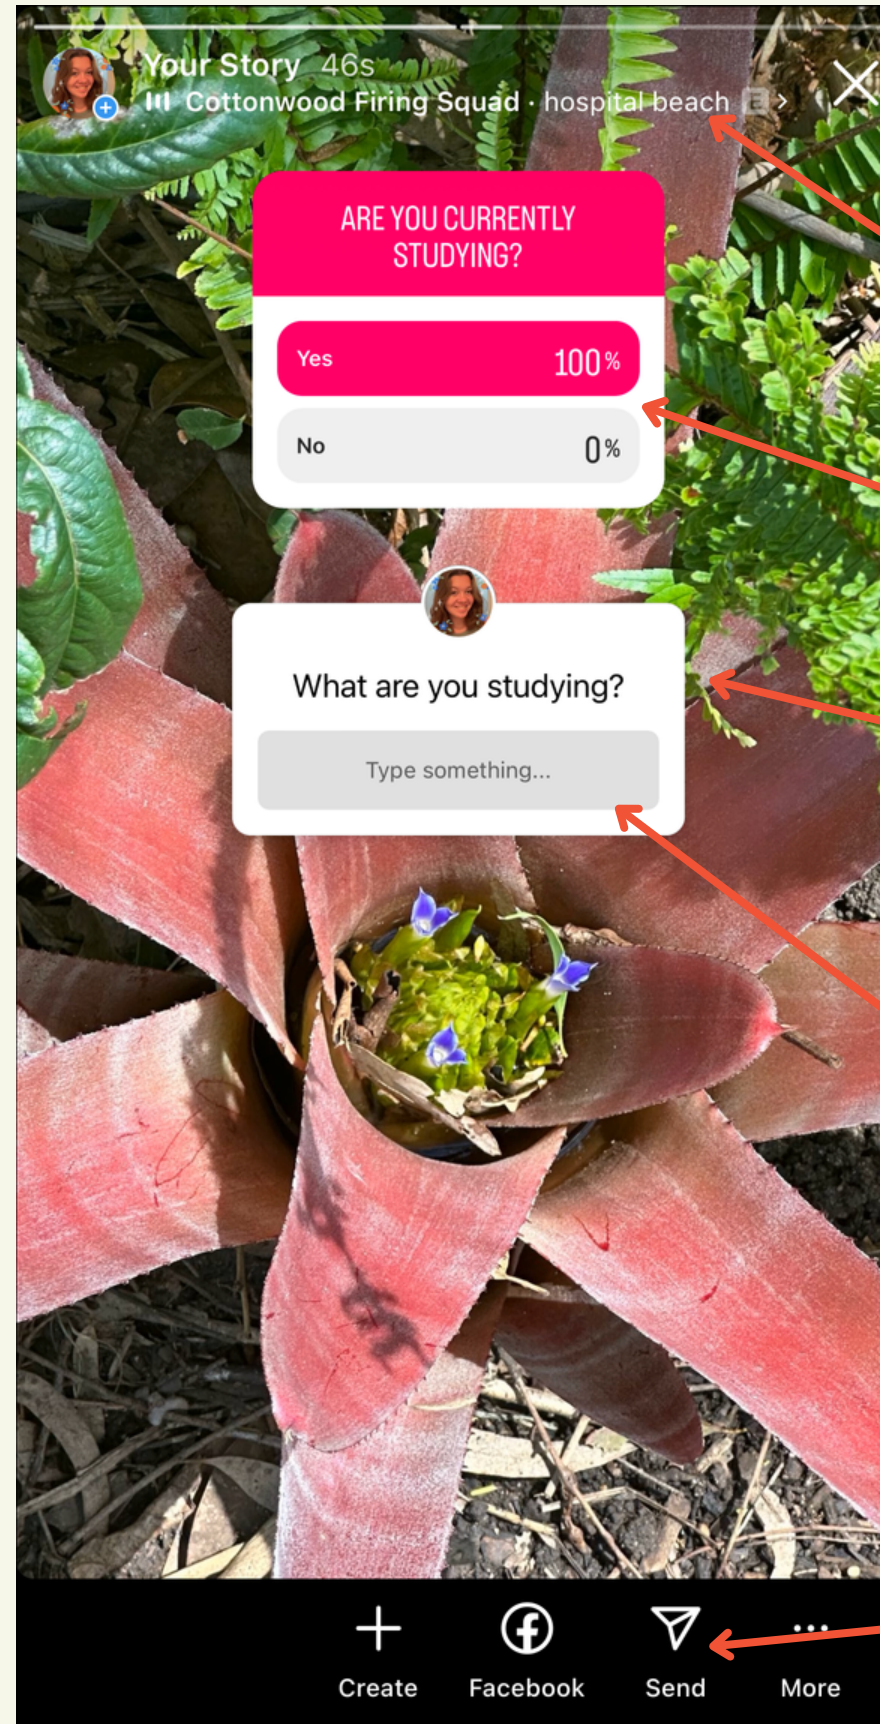 Your Story 46s
Cottonwood Firing Squad · hospital beach E
ARE YOU CURRENTLY
STUDYING?
Yes 100%
No 0%
What are you studying?
Type something...
Create Facebook Send More